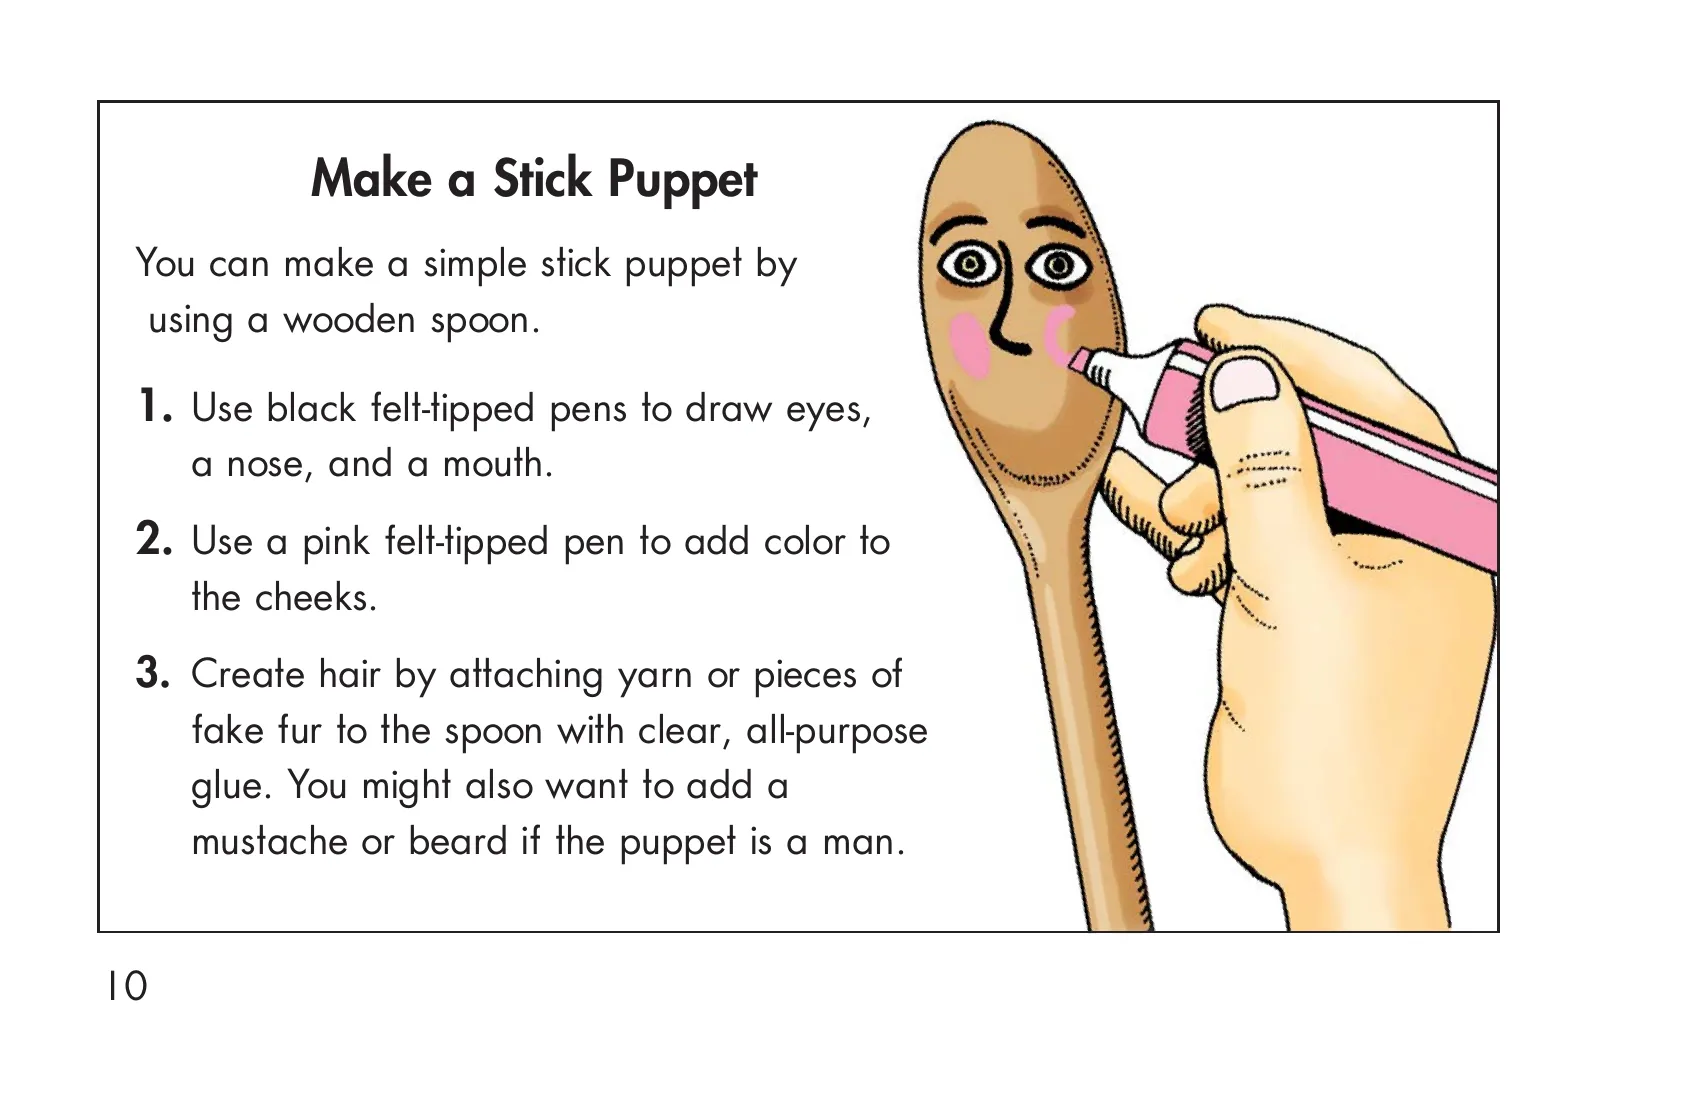 Make a Stick Puppet
You can make a simple stick puppet by
using a wooden spoon.
1. Use black felt-tipped pens to draw eyes,
a nose, and a mouth.
2. Use a pink felt-tipped pen to add color to
the cheeks.
3. Create hair by attaching yarn or pieces of
fake fur to the spoon with clear, all-purpose
glue. You might also want to add a
mustache or beard if the puppet is a man.
10